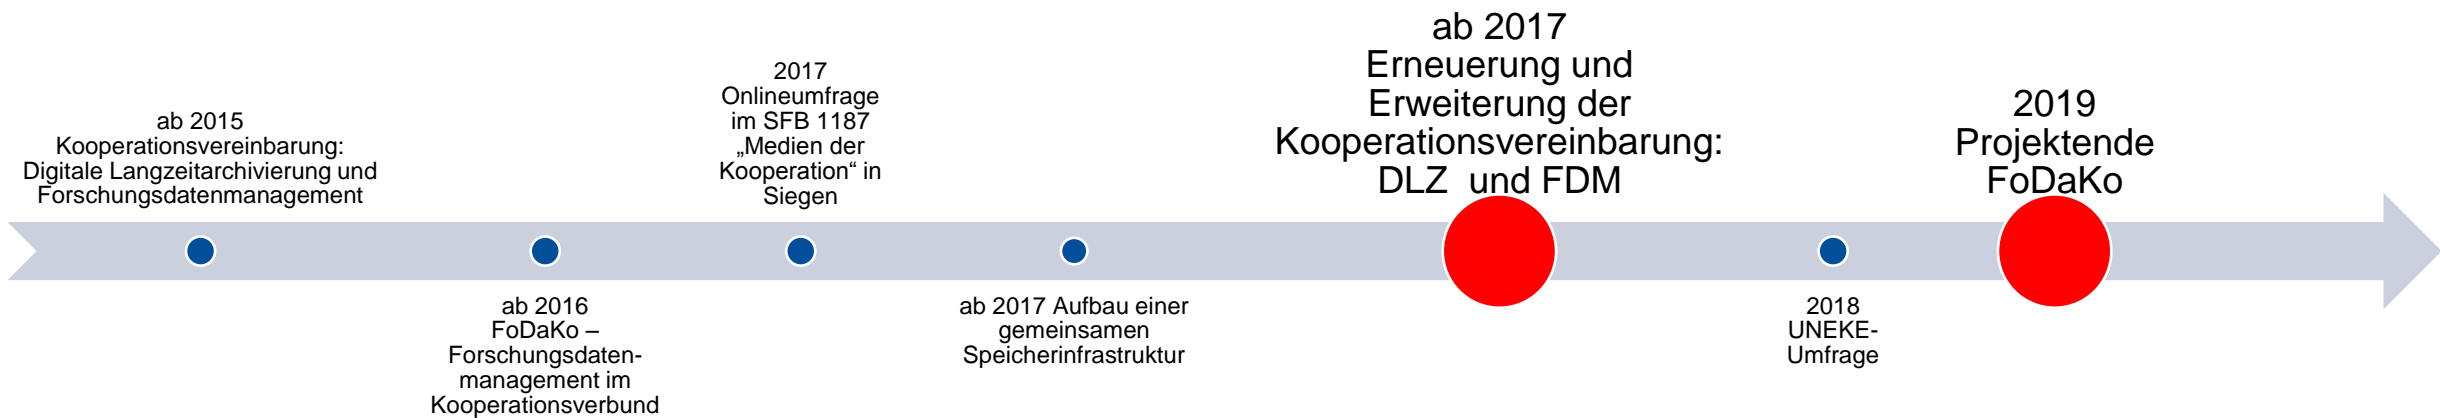 ab 2015
Kooperationsvereinbarung:
Digitale Langzeitarchivierung und
Forschungsdatenmanagement
ab 2016
FoDaKo –
Forschungsdaten-
management im
Kooperationsverbund
2017
Onlineumfrage
im SFB 1187
„Medien der
Kooperation“ in
Siegen
ab 2017 Aufbau einer
gemeinsamen
Speicherinfrastruktur
ab 2017
Erneuerung und
Erweiterung der
Kooperationsvereinbarung:
DLZ und FDM
2018
UNEKE-
Umfrage
2019
Projektende
FoDaKo